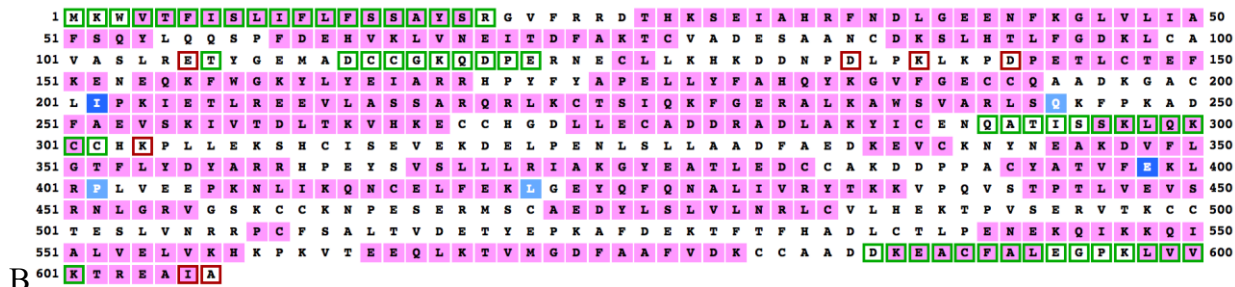 1 M K W V T F I S L I F L F S S A Y S R G V F R R D T H K S E I A H R F N D L G E E N F K G L V L I A 50
51 F S Q Y L Q Q S P F D E H V K L V N E I T D F A K T C V A D E S A A N C D K S L H T L F G D K L C A 100
101 V A S L R E T Y G E M A D C C G K Q D P E R N E C L L K H K D D N P D L P K L K P D P E T L C T E F 150
151 K E N E Q K F W G K Y L Y E I A R R H P Y F Y A P E L L Y F A H Q Y K G V F G E C C Q A A D K G A C 200
201 L I P K I E T L R E E V L A S S A R Q R L K C T S I Q K F G E R A L K A W S V A R L S Q K F P K A D 250
251 F A E V S K I V T D L T K V H K E C C H G D L L E C A D D R A D L A K Y I C E N Q A T I S S K L Q K 300
301 C C H K P L L E K S H C I S E V E K D E L P E N L S L L A A D F A E D K E V C K N Y N E A K D V F L 350
351 G T F L Y D Y A R R H P E Y S V S L L L R I A K G Y E A T L E D C C A K D D P P A C Y A T V F E K L 400
401 R P L V E E P K N L I K Q N C E L F E K L G E Y Q F Q N A L I V R Y T K K V P Q V S T P T L V E V S 450
451 R N L G R V G S K C C K N P E S E R M S C A E D Y L S L V L N R L C V L H E K T P V S E R V T K C C 500
501 T E S L V N R R P C F S A L T V D E T Y E P K A F D E K T F T F H A D L C T L P E N E K Q I K K Q I 550
551 A L V E L V K H K P K V T E E Q L K T V M G D F A A F V D K C C A A D D K E A C F A L E G P K L V V 600
601 K T R E A I A
B